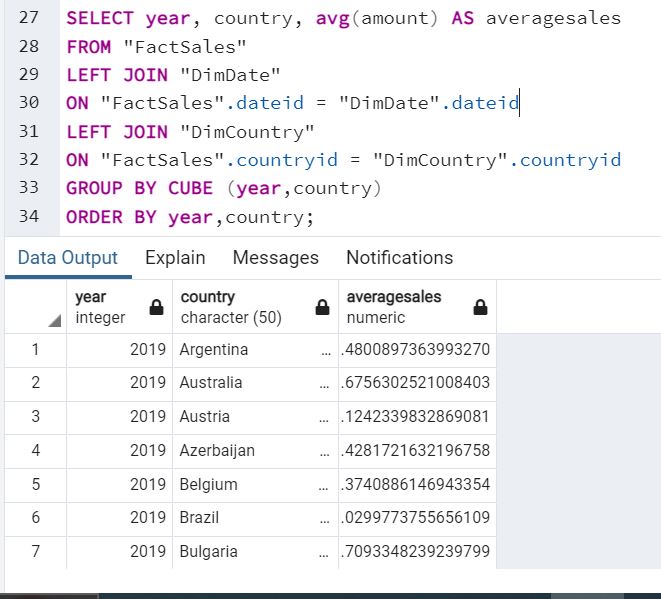 27 SELECT year, country, avg(amount) AS averagesales
28 FROM "FactSales"
29 LEFT JOIN "DimDate"
30 ON "FactSales".dateid = "DimDate".dateid
31 LEFT JOIN "DimCountry"
32 ON "FactSales".countryid = "DimCountry".countryid
33 GROUP BY CUBE (year,country)
34 ORDER BY year,country;
Data Output Explain Messages Notifications
year country averagesales
integer character (50) numeric
1 2019 Argentina ... .4800897363993270
2 2019 Australia ... .6756302521008403
3 2019 Austria ... .1242339832869081
4 2019 Azerbaijan ... .4281721632196758
5 2019 Belgium ... .3740886146943354
6 2019 Brazil ... .0299773755656109
7 2019 Bulgaria ... .7093348239239799